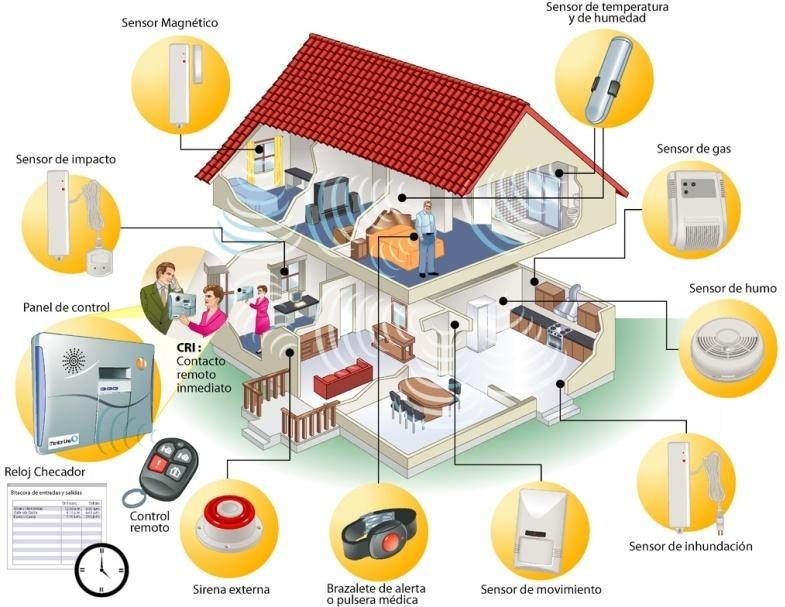 Sensor Magnético
Sensor de temperatura
y de humedad
Sensor de impacto
Sensor de gas
Panel de control
CRI :
Contacto
remoto
inmediato
Sensor de humo
Reloj Checador
Bitacora de entradas y salidas
Control
remoto
Sirena externa
Brazalete de alerta
o pulsera médica
Sensor de movimiento
Sensor de inhundación